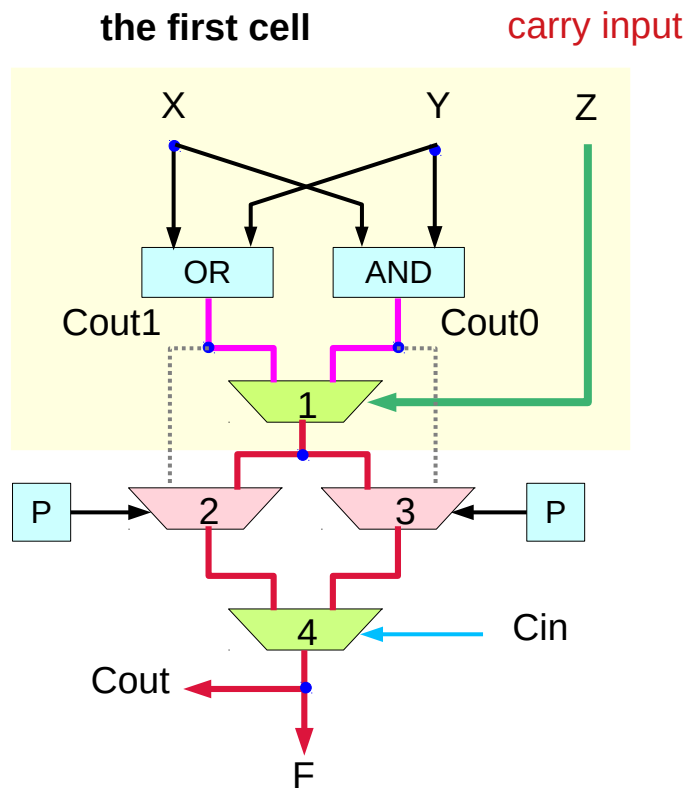 the first cell
carry input
X
Y
Z
OR
AND
Cout1
Cout0
1
P
2
3
P
4
Cin
Cout
F